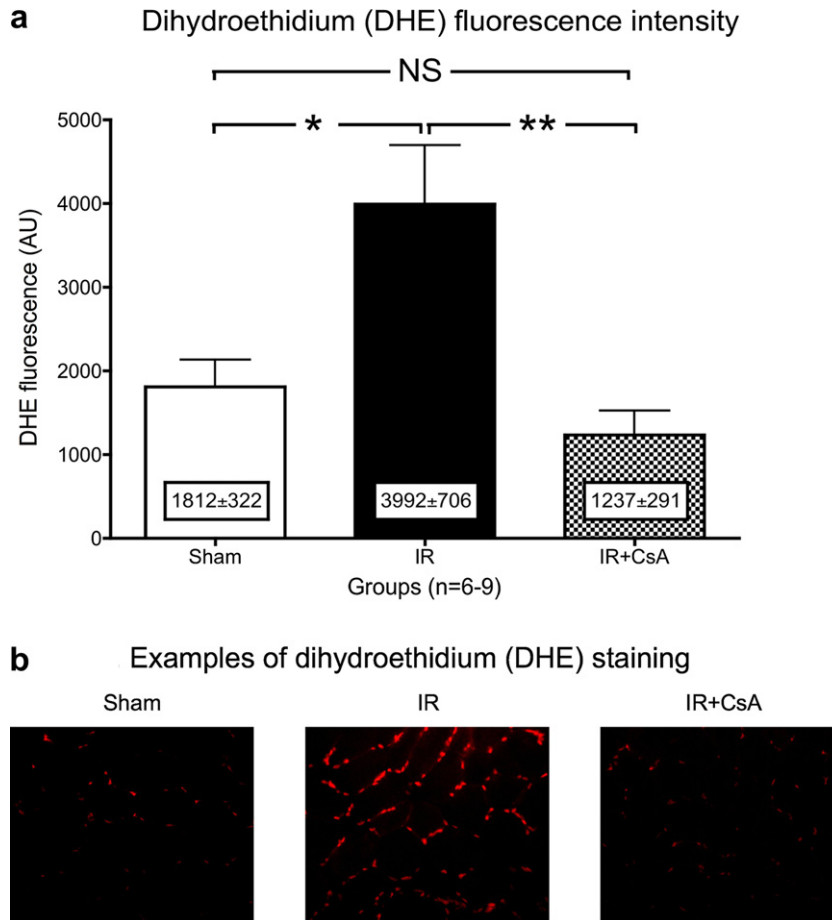 a Dihydroethidium (DHE) fluorescence intensity
NS
* **
5000
4000
3000
2000
1000
0
DHE fluorescence (AU)
1812±322 3992±706 1237±291
Sham IR IR+CsA
Groups (n=6-9)
b Examples of dihydroethidium (DHE) staining
Sham IR IR+CsA